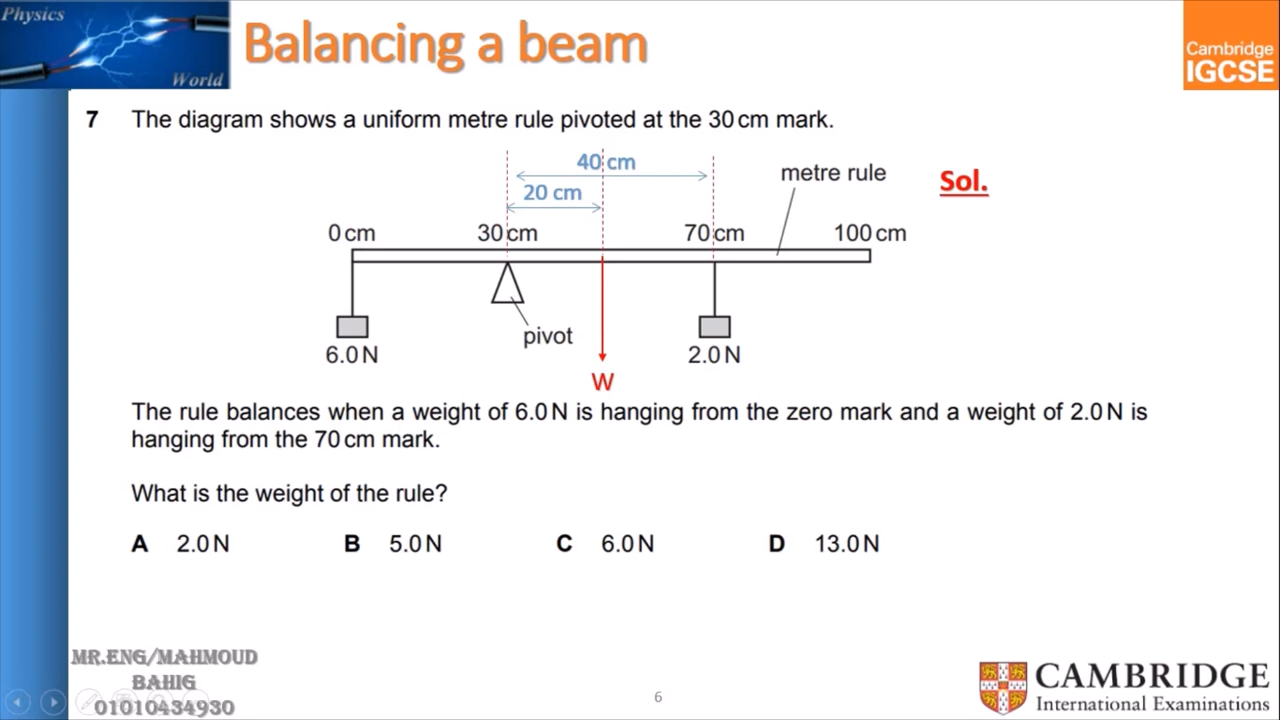 Physics
World
Balancing a beam
Cambridge
IGCSE
7 The diagram shows a uniform metre rule pivoted at the 30 cm mark.
40 cm
metre rule
Sol.
20 cm
0 cm 30 cm 70 cm 100 cm
pivot
6.0 N 2.0 N
W
The rule balances when a weight of 6.0 N is hanging from the zero mark and a weight of 2.0 N is
hanging from the 70 cm mark.
What is the weight of the rule?
A 2.0 N B 5.0 N C 6.0 N D 13.0 N
MR.ENG/MAHMOUD
BAHIG
01010434930
6
CAMBRIDGE
International Examinations